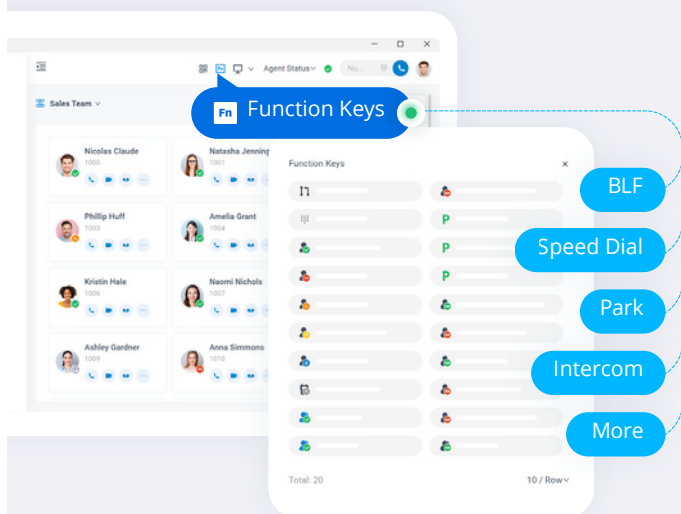 Agent Status
No...
Sales Team
Fn Function Keys
Nicolas Claude
1000
Natasha Jenning
1001
Phillip Huff
1003
Amelia Grant
1004
Kristin Hale
1006
Naomi Nichols
1007
Ashley Gardner
1009
Anna Simmons
1010
Function Keys
P
P
P
Total: 20
10 / Row
BLF
Speed Dial
Park
Intercom
More